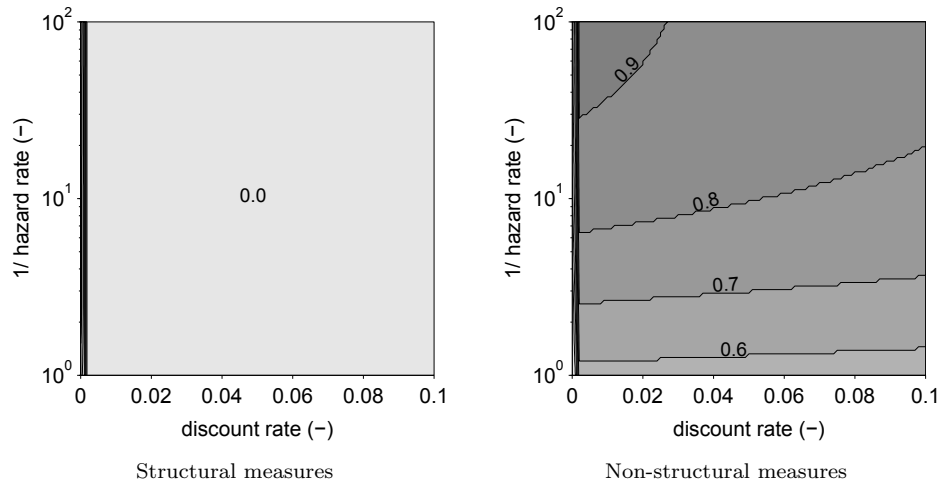 10²
10¹
10⁰
1/ hazard rate (−)
0.0
0 0.02 0.04 0.06 0.08 0.1
discount rate (−)
Structural measures
10²
10¹
10⁰
1/ hazard rate (−)
0.9
0.8
0.7
0.6
0 0.02 0.04 0.06 0.08 0.1
discount rate (−)
Non-structural measures